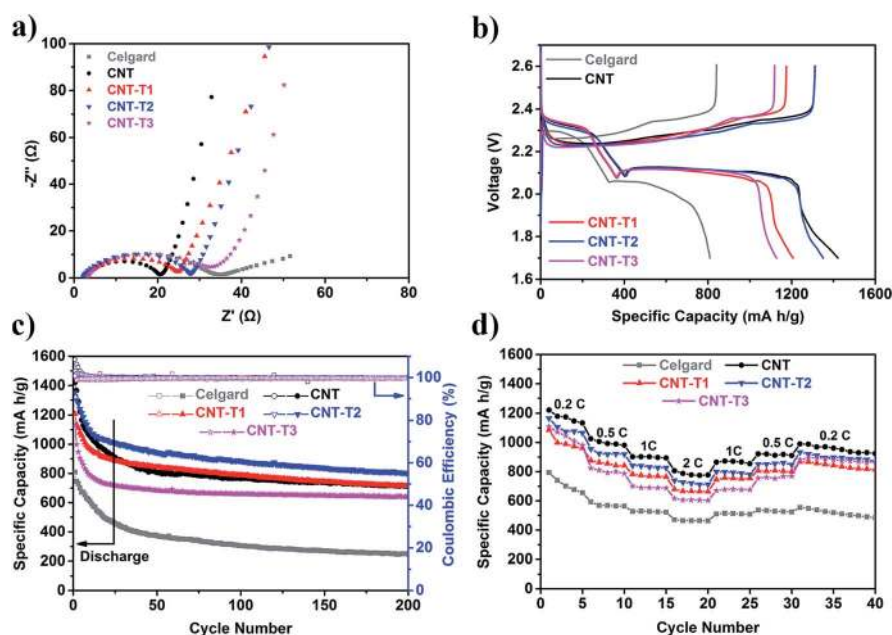 a)
100
80
60
40
20
0
-Z'' (Ω)
Celgard
CNT
CNT-T1
CNT-T2
CNT-T3
0 20 40 60 80
Z' (Ω)
b)
2.6
2.4
2.2
2.0
1.8
1.6
Voltage (V)
Celgard
CNT
CNT-T1
CNT-T2
CNT-T3
0 400 800 1200 1600
Specific Capacity (mA h/g)
c)
1600
1400
1200
1000
800
600
400
200
0
Specific Capacity (mA h/g)
Celgard CNT
CNT-T1 CNT-T2
CNT-T3
Discharge
100
80
60
40
20
0
Coulombic Efficiency (%)
0 50 100 150 200
Cycle Number
d)
1600
1400
1200
1000
800
600
400
200
0
Specific Capacity (mA h/g)
Celgard CNT
CNT-T1 CNT-T2
CNT-T3
0.2 C
0.5 C
1C
2 C
1C
0.5 C
0.2 C
0 5 10 15 20 25 30 35 40
Cycle Number